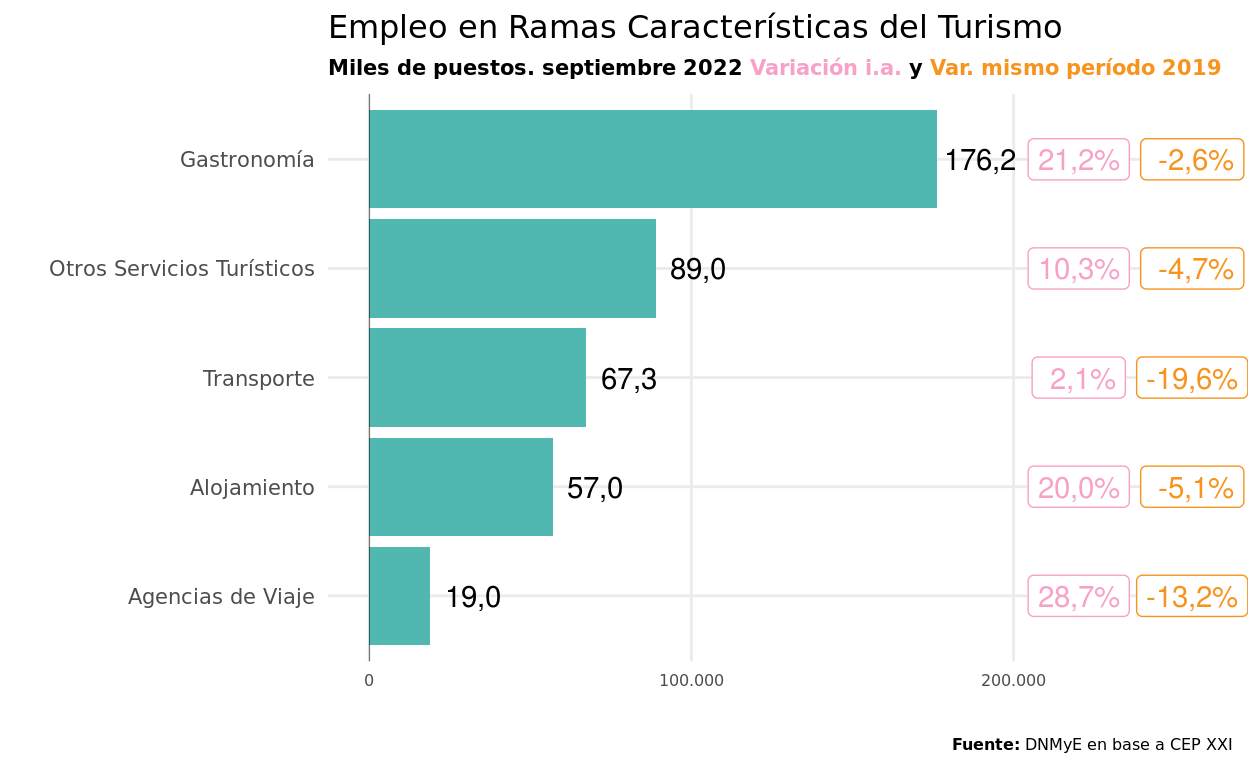 Empleo en Ramas Características del Turismo
Miles de puestos. septiembre 2022 Variación i.a. y Var. mismo período 2019
Gastronomía 176,2 21,2% -2,6%
Otros Servicios Turísticos 89,0 10,3% -4,7%
Transporte 67,3 2,1% -19,6%
Alojamiento 57,0 20,0% -5,1%
Agencias de Viaje 19,0 28,7% -13,2%
0 100.000 200.000
Fuente: DNMyE en base a CEP XXI